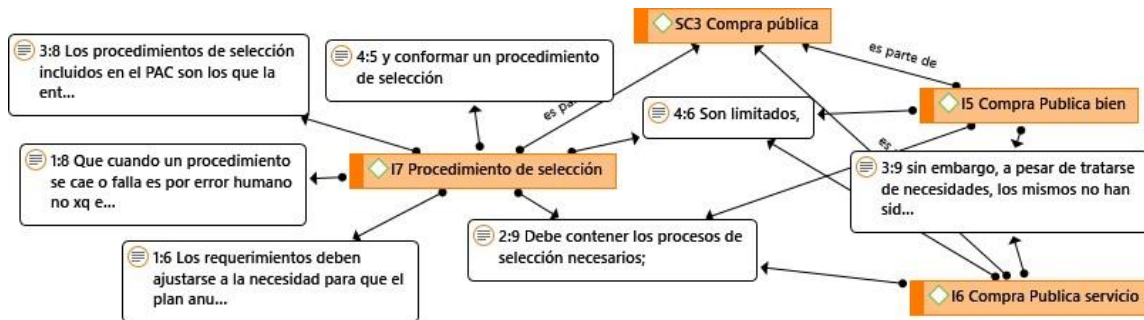 SC3 Compra pública
3:8 Los procedimientos de selección
incluidos en el PAC son los que la
ent...
4:5 y conformar un procedimiento
de selección
es parte de
es pa
4:6 Son limitados,
I5 Compra Publica bien
es
1:8 Que cuando un procedimiento
se cae o falla es por error humano
no xq e...
I7 Procedimiento de selección
3:9 sin embargo, a pesar de tratarse
de necesidades, los mismos no han
sid...
1:6 Los requerimientos deben
ajustarse a la necesidad para que el
plan anu...
2:9 Debe contener los procesos de
selección necesarios;
I6 Compra Publica servicio